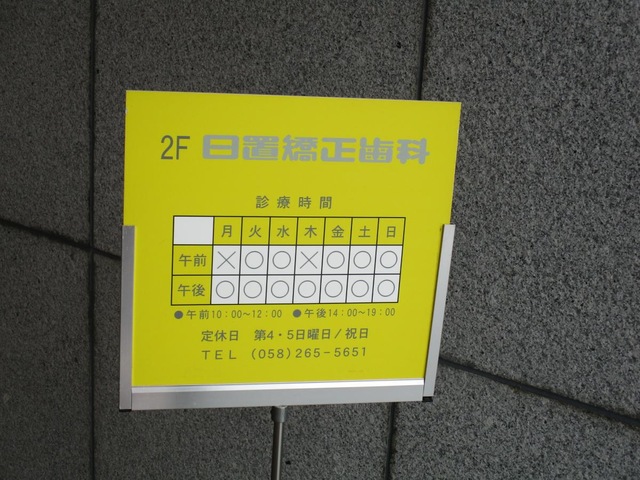 2F 日置矯正歯科
診療時間
月 火 水 木 金 土 日
午前 × ○ ○ × ○ ○ ○
午後 ○ ○ ○ ○ ○ ○ ○
●午前10:00~12:00 ●午後14:00~19:00
定休日 第4・5日曜日/祝日
TEL (058)265-5651